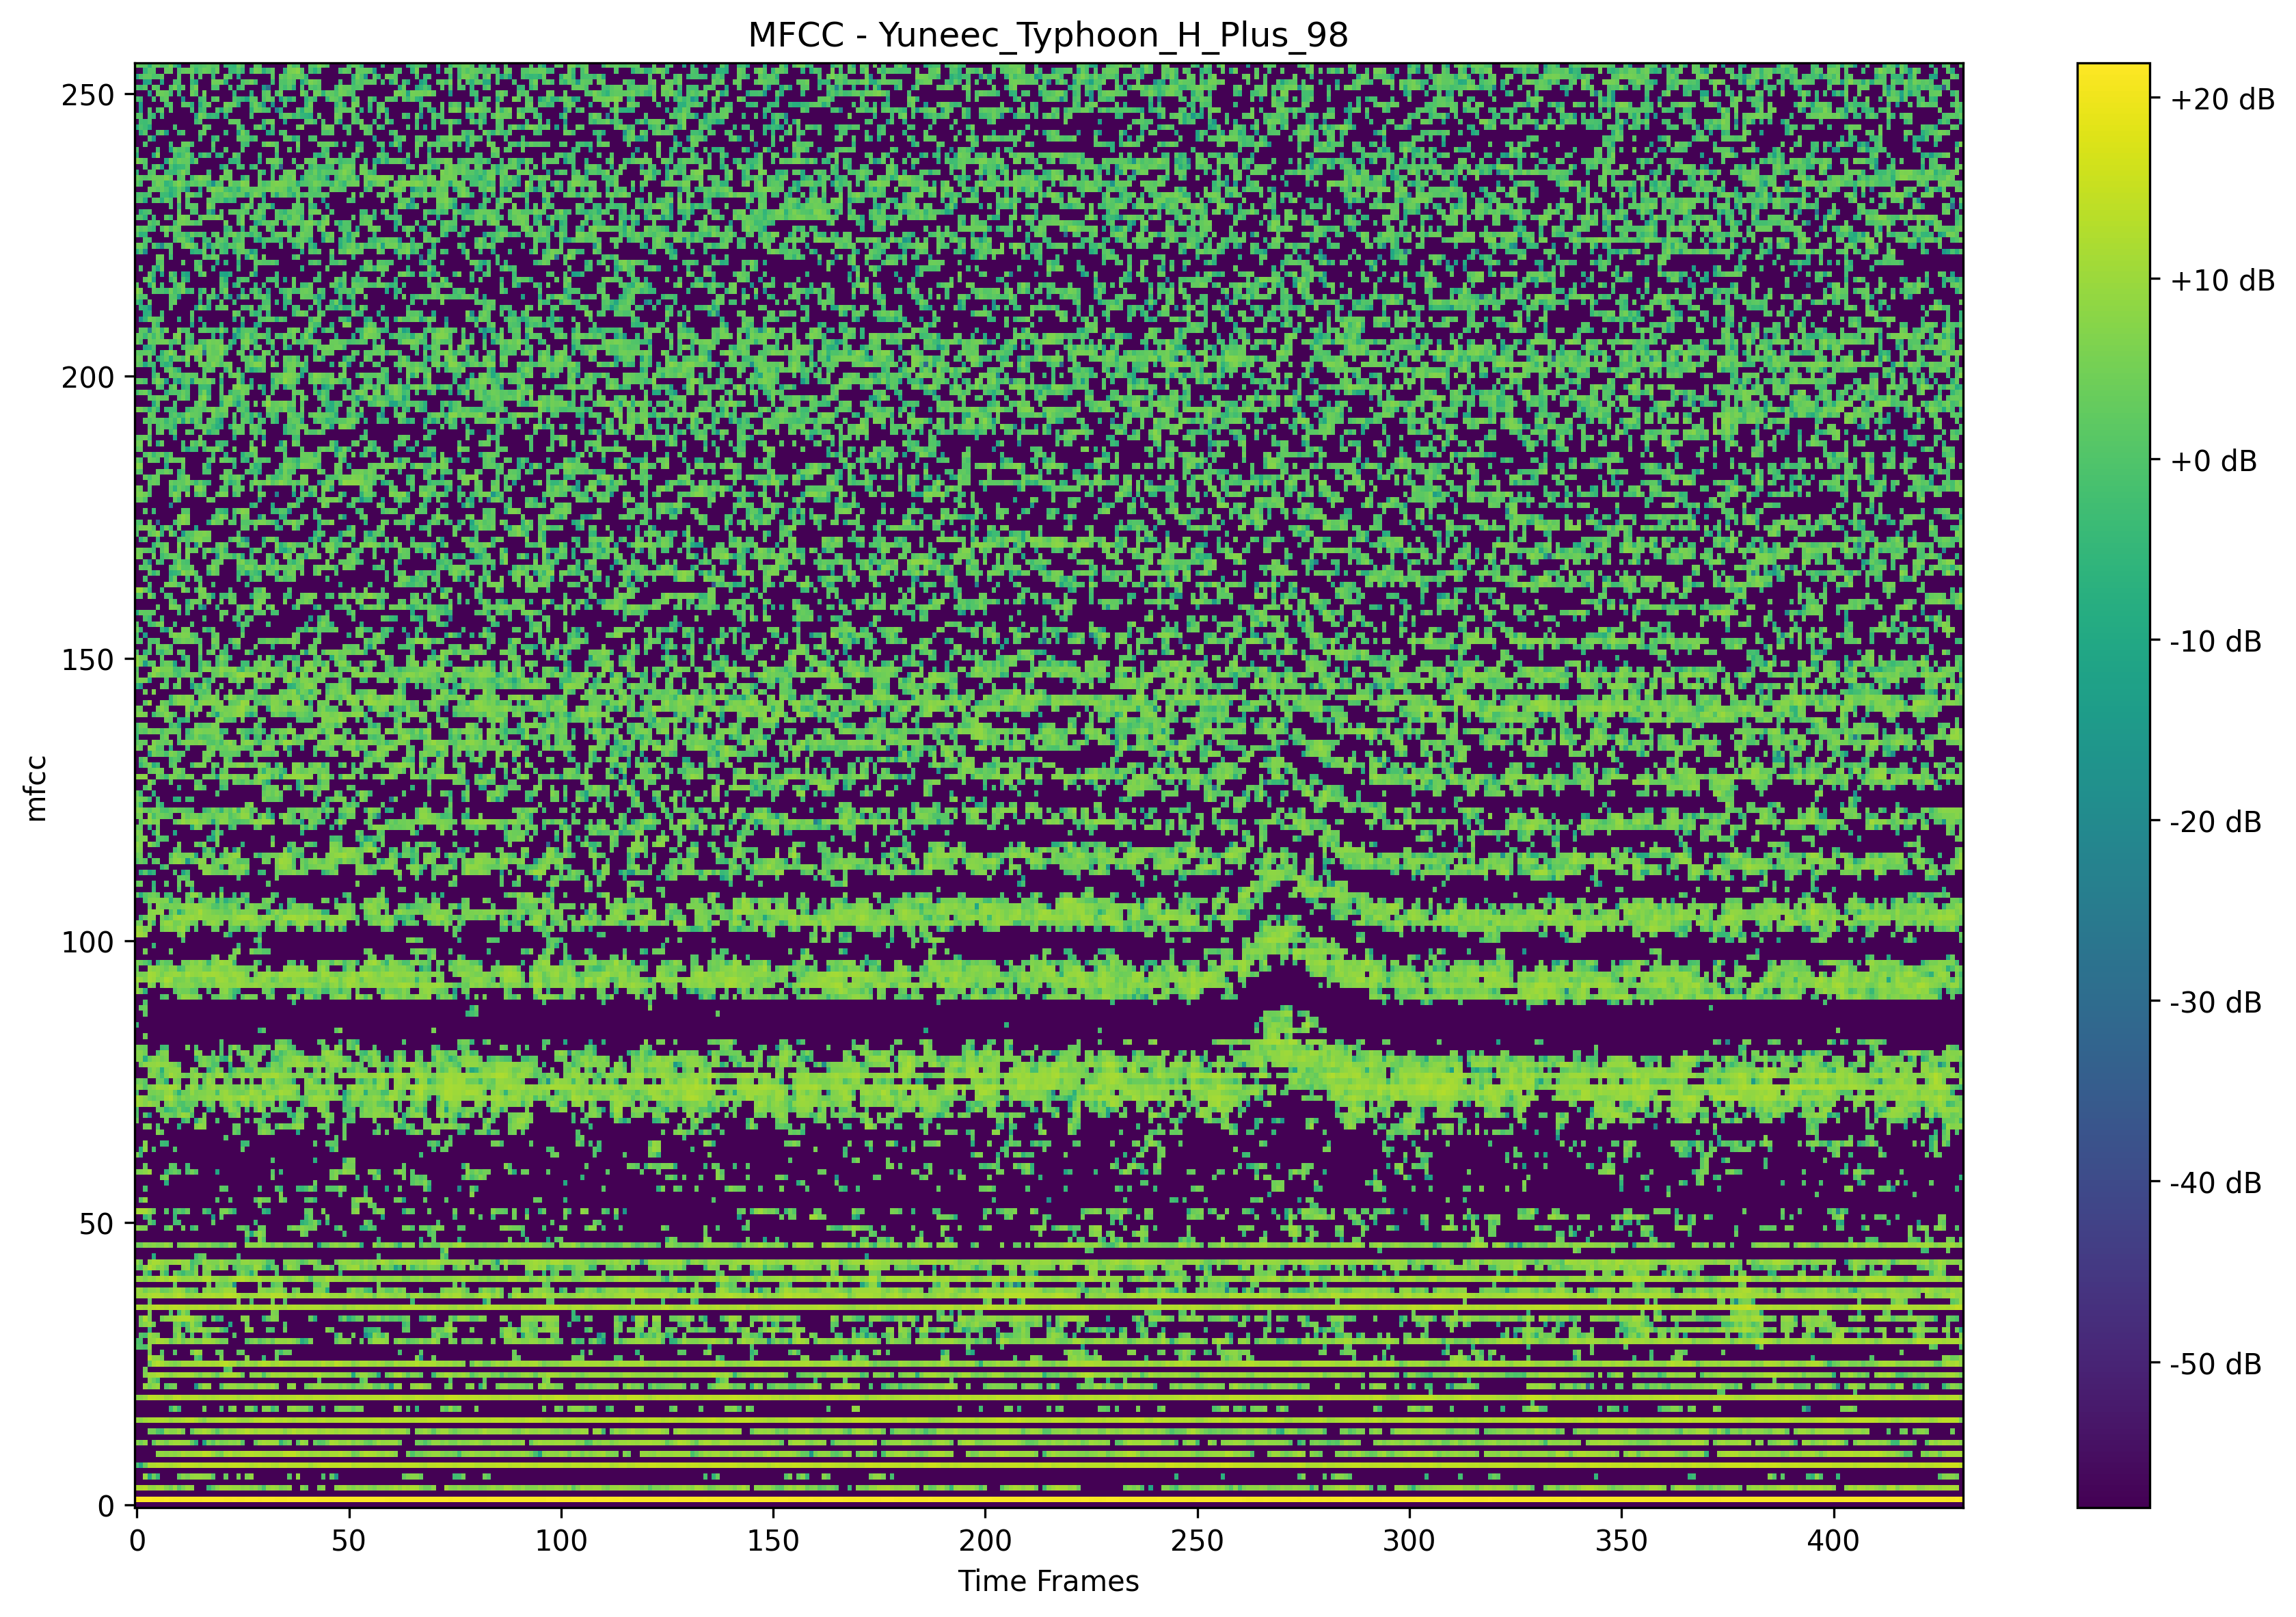 MFCC - Yuneec_Typhoon_H_Plus_98
mfcc
250
200
150
100
50
0
0 50 100 150 200 250 300 350 400
Time Frames
+20 dB
+10 dB
+0 dB
-10 dB
-20 dB
-30 dB
-40 dB
-50 dB